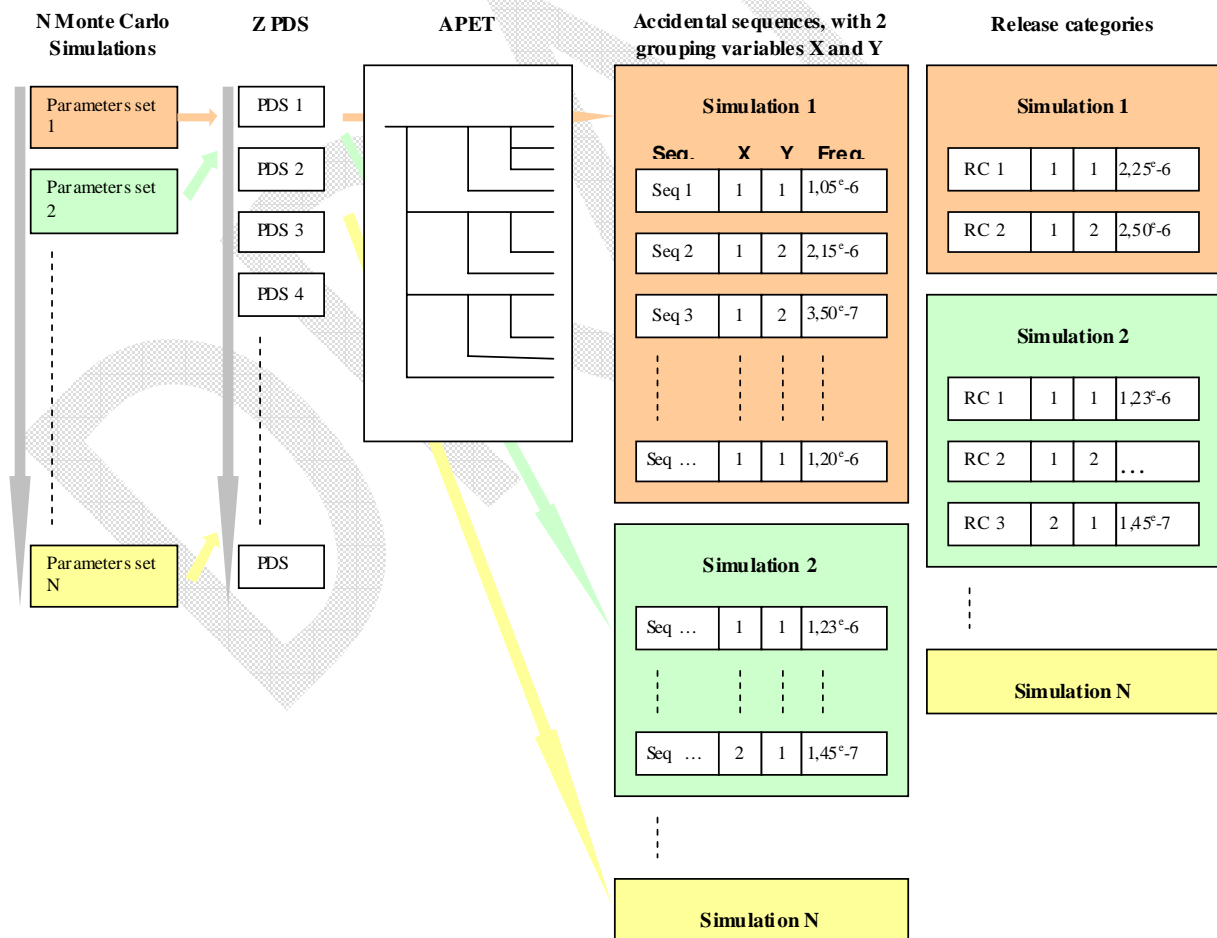 N Monte Carlo
Simulations
Z PDS
APET
Accidental sequences, with 2
grouping variables X and Y
Release categories
Parameters set
1
Parameters set
2
Parameters set
N
PDS 1
PDS 2
PDS 3
PDS 4
PDS
Simulation 1
Seq. X Y Freq.
Seq 1 1 1 1,05e-6
Seq 2 1 2 2,15e-6
Seq 3 1 2 3,50e-7
Seq … 1 1 1,20e-6
Simulation 2
Seq … 1 1 1,23e-6
Seq … 2 1 1,45e-7
Simulation N
Simulation 1
RC 1 1 1 2,25e-6
RC 2 1 2 2,50e-6
Simulation 2
RC 1 1 1 1,23e-6
RC 2 1 2 ...
RC 3 2 1 1,45e-7
Simulation N